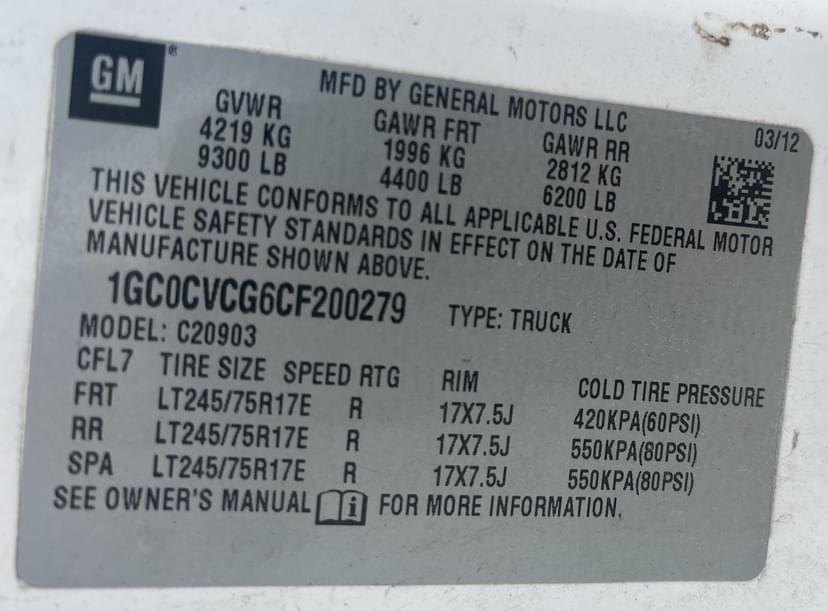 GM
®
MFD BY GENERAL MOTORS LLC
03/12
GVWR GAWR FRT GAWR RR
4219 KG 1996 KG 2812 KG
9300 LB 4400 LB 6200 LB
THIS VEHICLE CONFORMS TO ALL APPLICABLE U.S. FEDERAL MOTOR
VEHICLE SAFETY STANDARDS IN EFFECT ON THE DATE OF
MANUFACTURE SHOWN ABOVE.
1GC0CVCG6CF200279 TYPE: TRUCK
MODEL: C20903
CFL7 TIRE SIZE SPEED RTG RIM COLD TIRE PRESSURE
FRT LT245/75R17E R 17X7.5J 420KPA(60PSI)
RR LT245/75R17E R 17X7.5J 550KPA(80PSI)
SPA LT245/75R17E R 17X7.5J 550KPA(80PSI)
SEE OWNER'S MANUAL i FOR MORE INFORMATION.